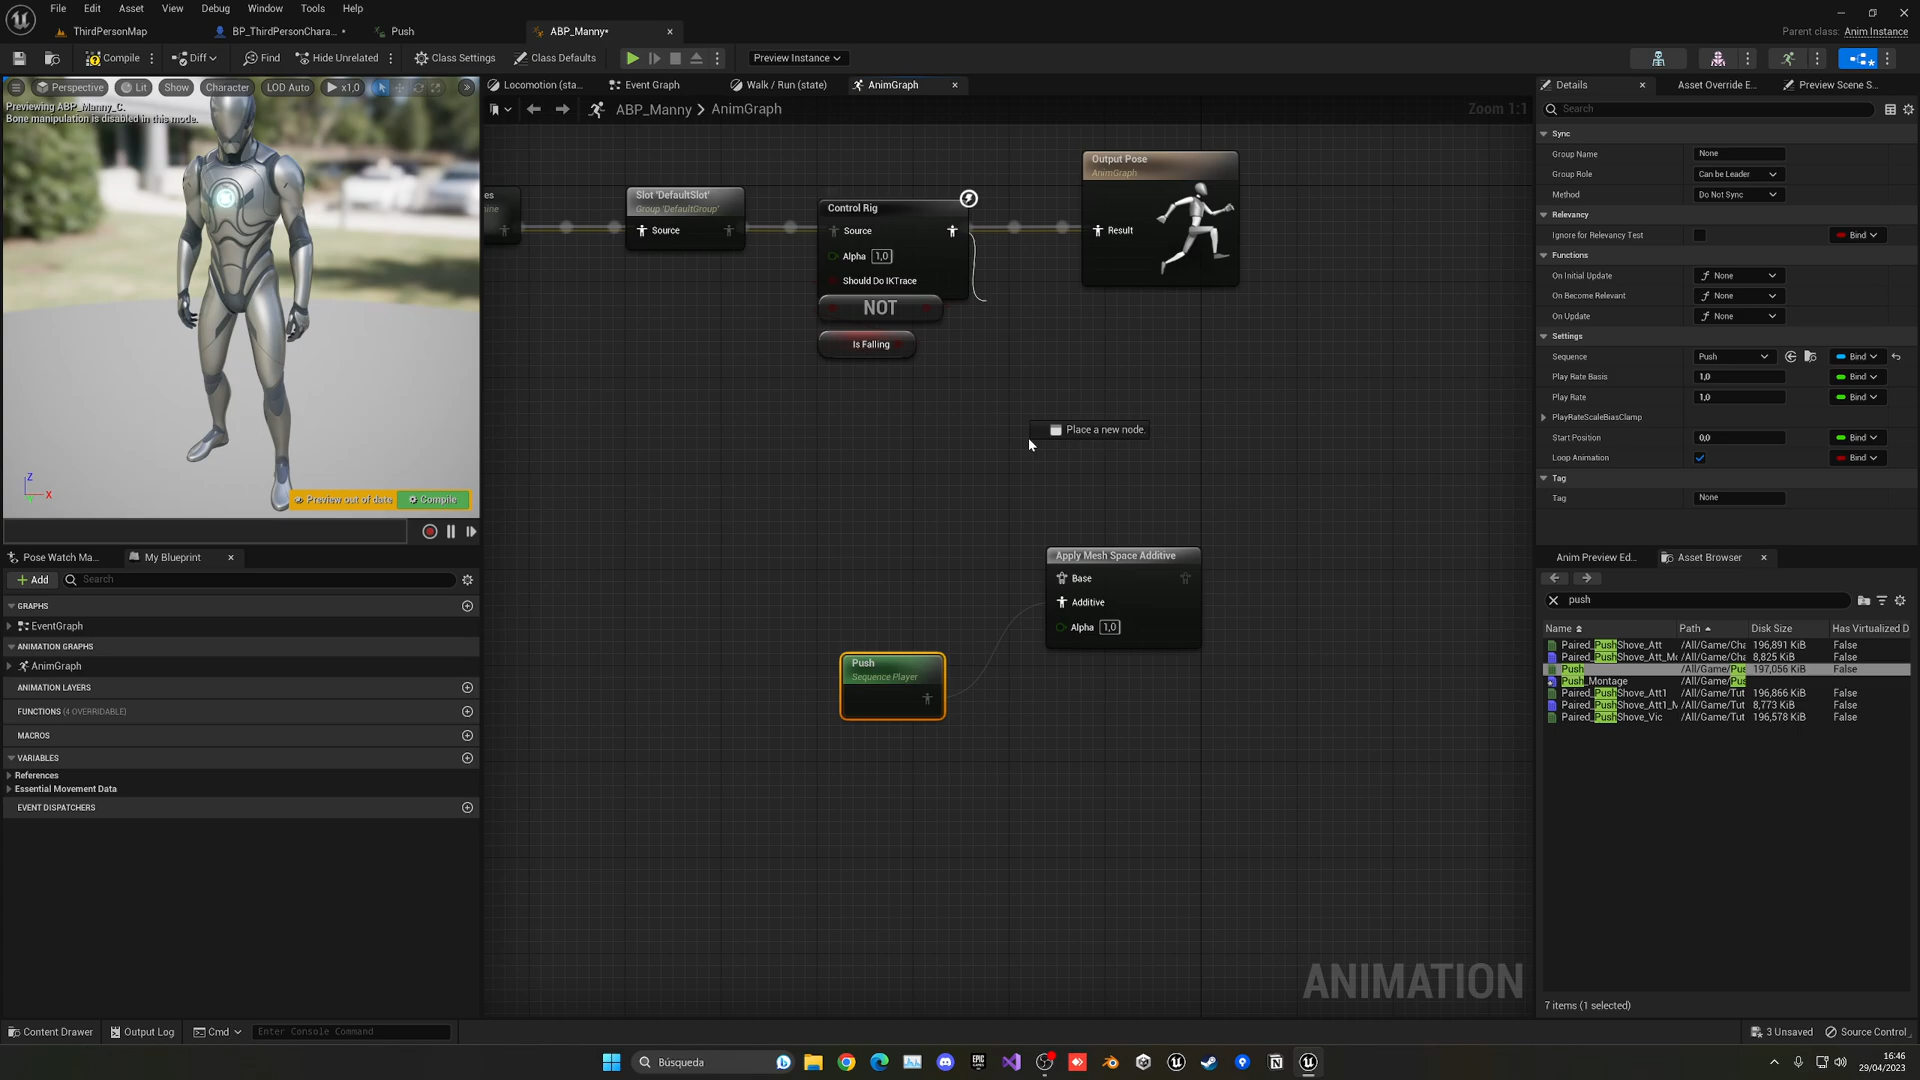 File Edit Asset View Debug Window Tools Help
ThirdPersonMap BP_ThirdPersonChara... • Push ABP_Manny•
Parent class: Anim Instance
Compile Diff Find Hide Unrelated Class Settings Class Defaults Preview Instance
Perspective Lit Show Character LOD Auto x1,0
Previewing ABP_Manny_C.
Bone manipulation is disabled in this mode.
Z
X
Preview out of date Compile
Locomotion (sta... Event Graph Walk / Run (state) AnimGraph
ABP_Manny > AnimGraph Zoom 1:1
Slot 'DefaultSlot'
Group 'DefaultGroup'
Source
Control Rig
Source
Alpha 1,0
Should Do IKTrace
NOT
Is Falling
Output Pose
AnimGraph
Result
Place a new node.
Apply Mesh Space Additive
Base
Additive
Alpha 1,0
Push
Sequence Player
ANIMATION
Pose Watch Ma... My Blueprint
Add Search
GRAPHS
EventGraph
ANIMATION GRAPHS
AnimGraph
ANIMATION LAYERS
FUNCTIONS (4 OVERRIDABLE)
MACROS
VARIABLES
References
Essential Movement Data
EVENT DISPATCHERS
Details Asset Override E... Preview Scene S...
Search
Sync
Group Name None
Group Role Can be Leader
Method Do Not Sync
Relevancy
Ignore for Relevancy Test Bind
Functions
On Initial Update None
On Become Relevant None
On Update None
Settings
Sequence Push Bind
Play Rate Basis 1,0 Bind
Play Rate 1,0 Bind
PlayRateScaleBiasClamp
Start Position 0,0 Bind
Loop Animation Bind
Tag
Tag None
Anim Preview Ed... Asset Browser
push
Name Path Disk Size Has Virtualized D
Paired_PushShove_Att /All/Game/Cha 196,891 KiB False
Paired_PushShove_Att_Mo /All/Game/Cha 8,825 KiB False
Push /All/Game/Pus 197,056 KiB False
Push_Montage /All/Game/Pus
Paired_PushShove_Att1 /All/Game/Tut 196,866 KiB False
Paired_PushShove_Att1_M /All/Game/Tut 8,773 KiB False
Paired_PushShove_Vic /All/Game/Tut 196,578 KiB False
7 items (1 selected)
Content Drawer Output Log Cmd Enter Console Command 3 Unsaved Source Control
Búsqueda
16:46
29/04/2023